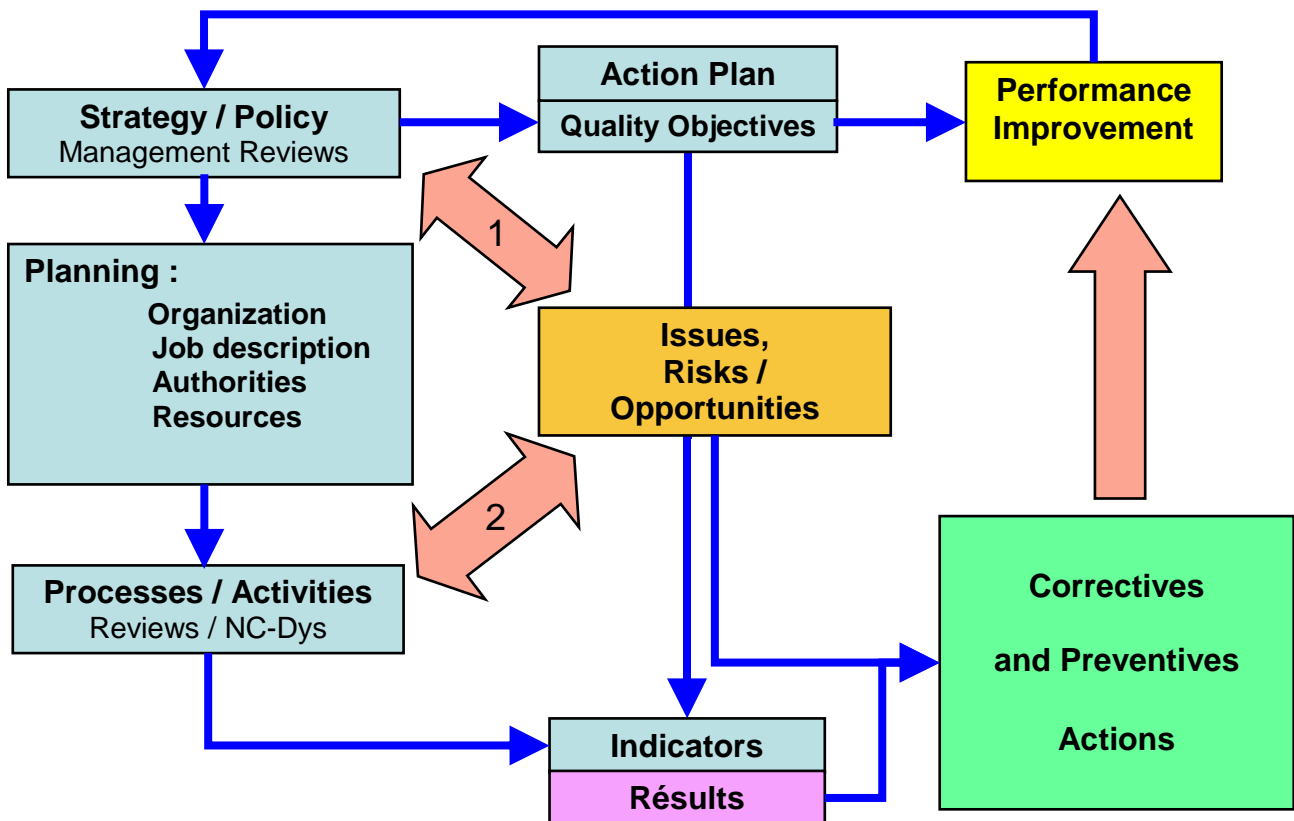 Strategy / Policy
Management Reviews
Action Plan
Quality Objectives
Performance
Improvement
1
Planning :
Organization
Job description
Authorities
Resources
Issues,
Risks /
Opportunities
2
Processes / Activities
Reviews / NC-Dys
Correctives
and Preventives
Actions
Indicators
Résults